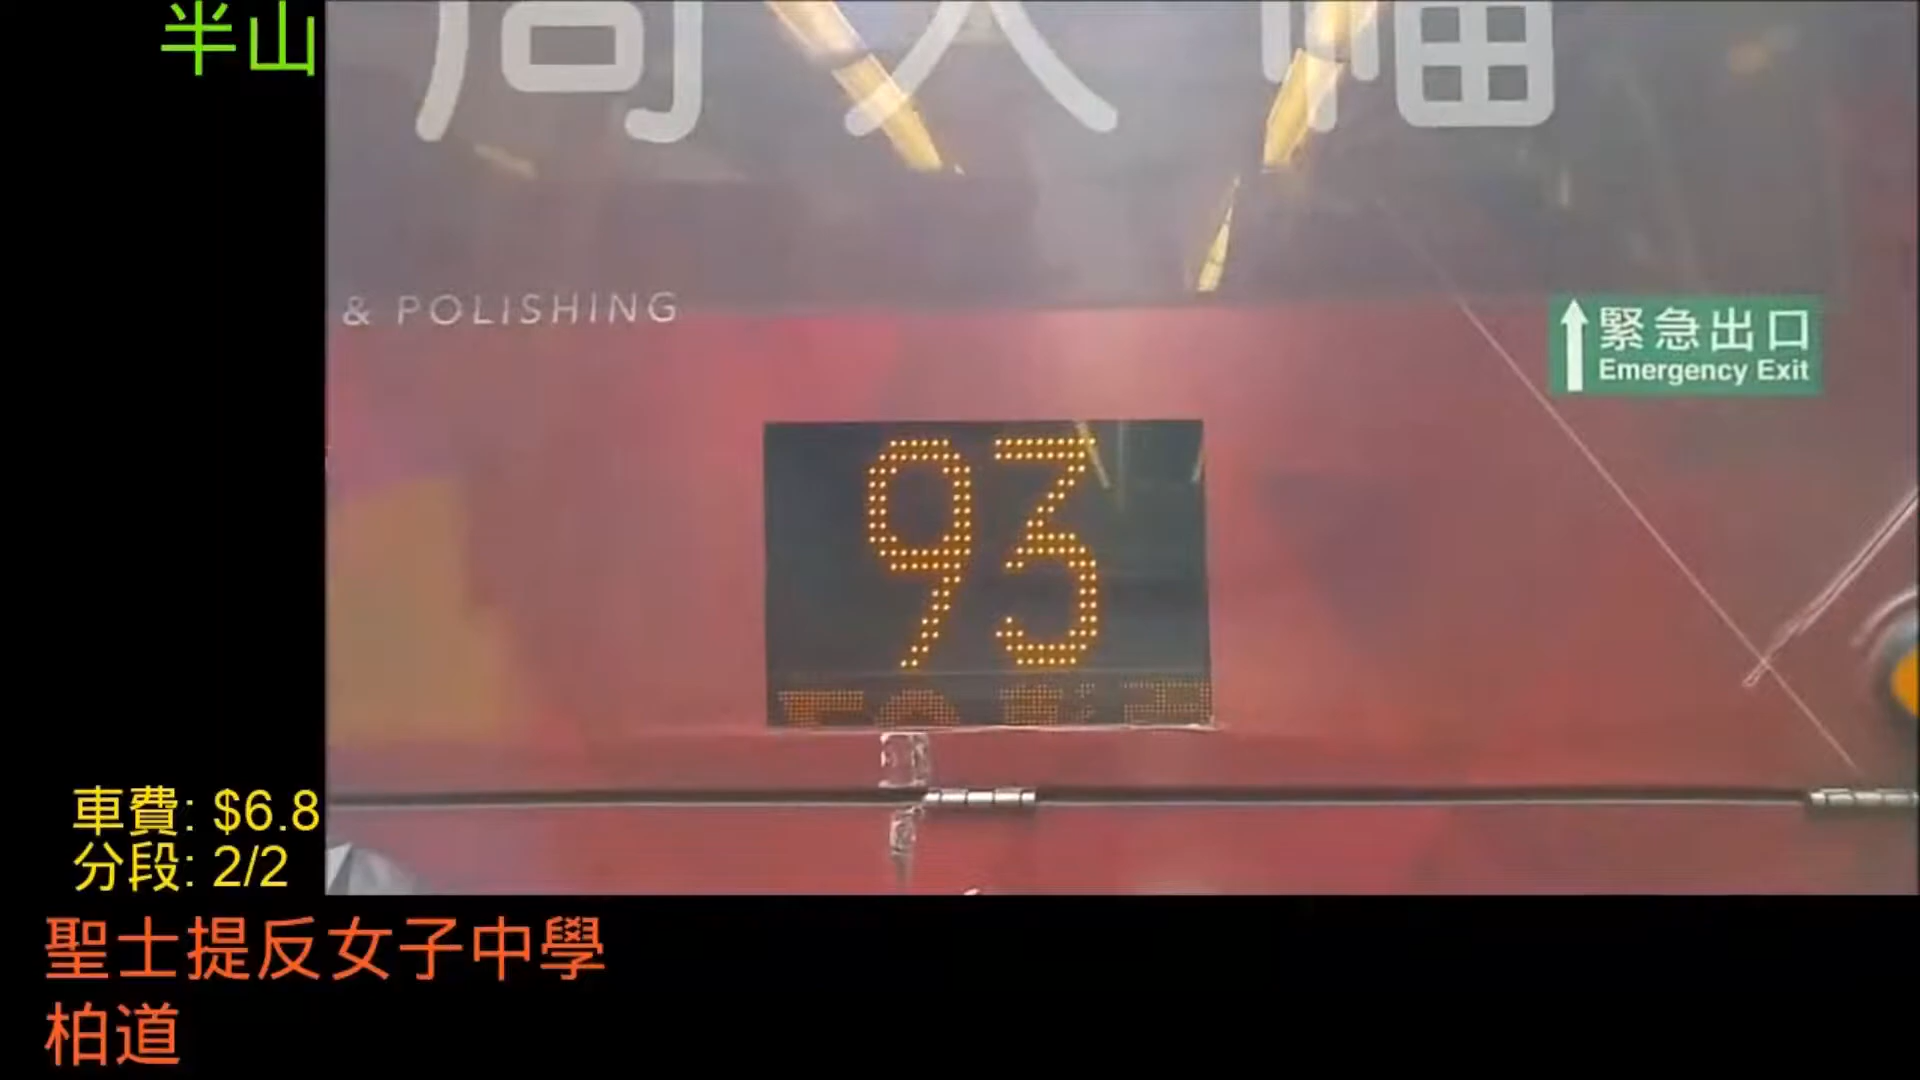 半山
& POLISHING
緊急出口
Emergency Exit
93
車費: $6.8
分段: 2/2
聖士提反女子中學
柏道